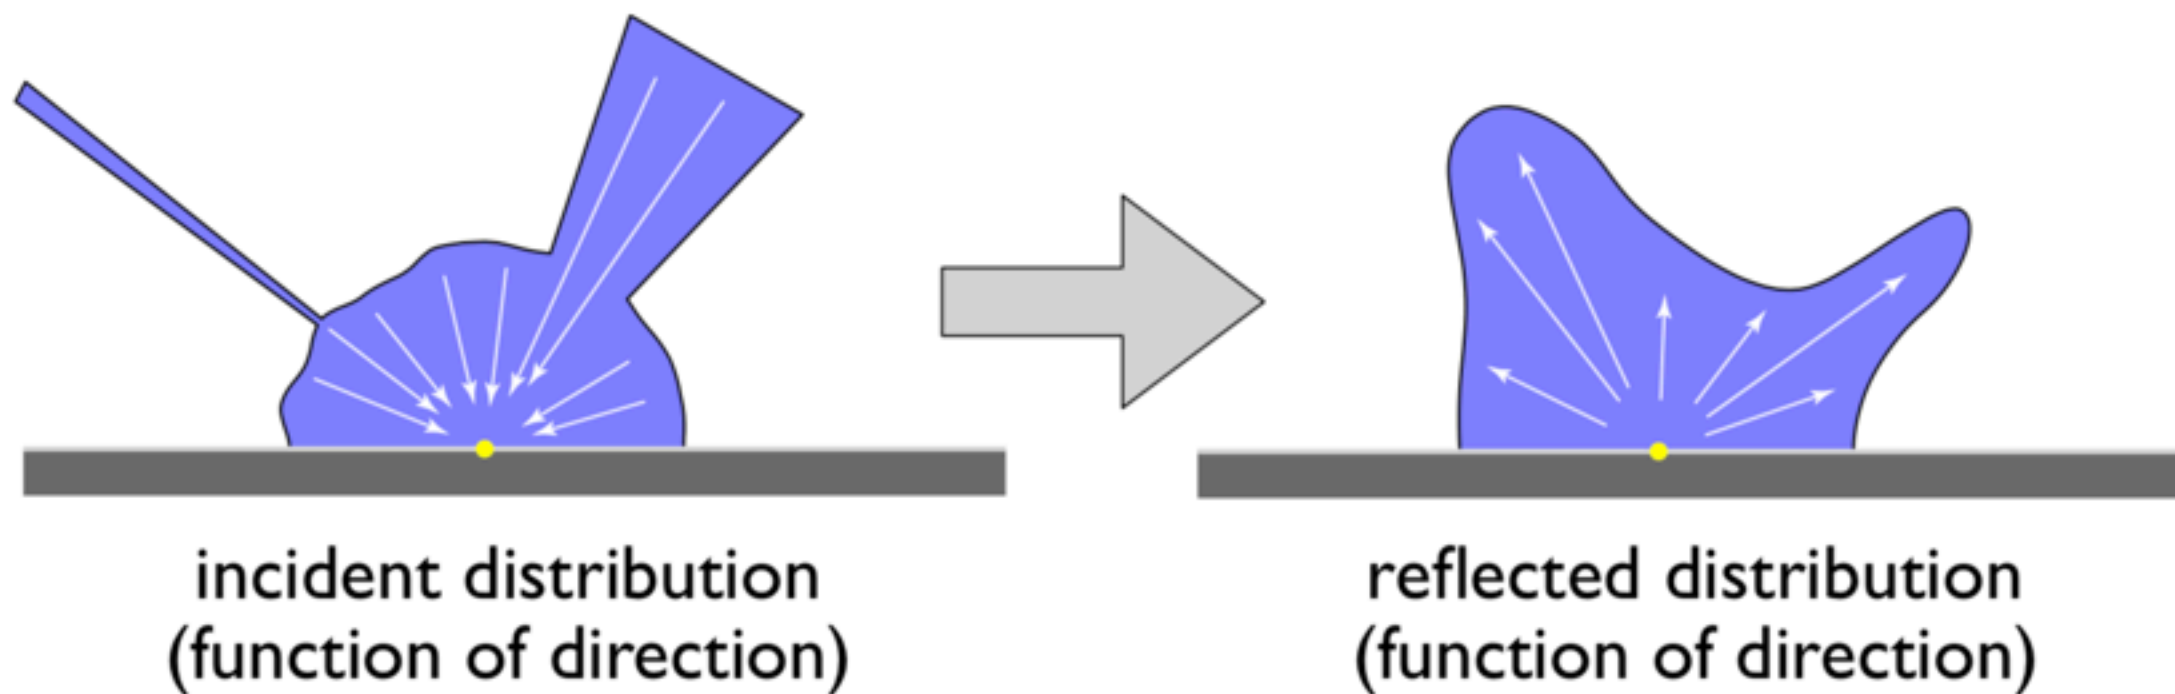 incident distribution
(function of direction)
reflected distribution
(function of direction)